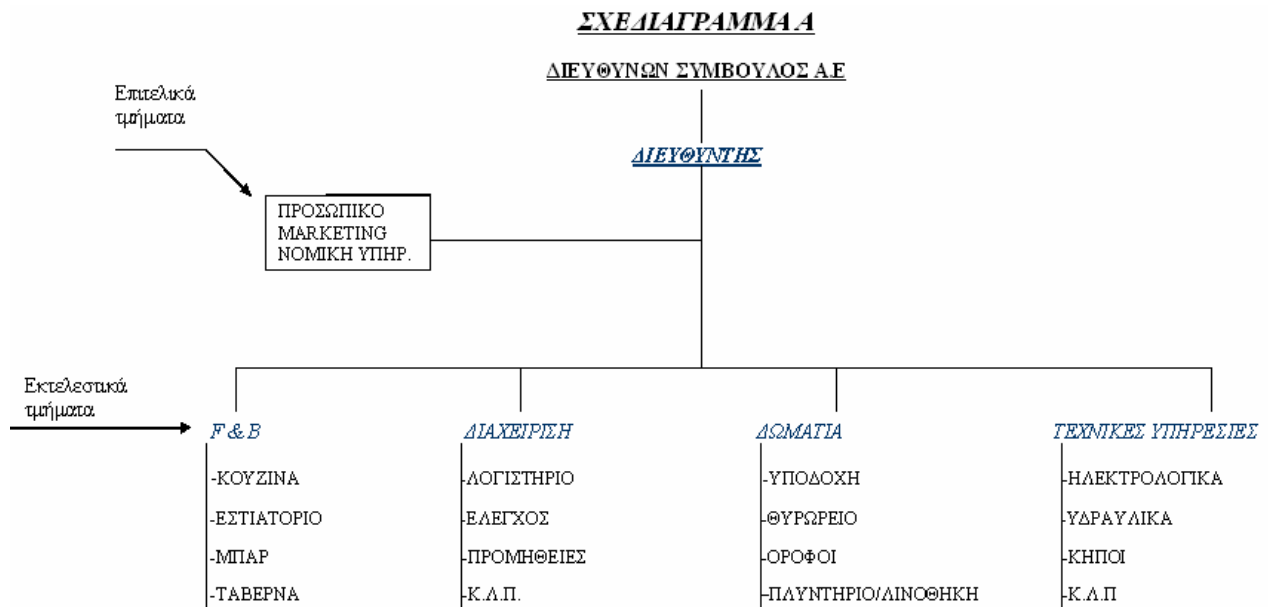 ΣΧΕΔΙΑΓΡΑΜΜΑ Α
ΔΙΕΥΘΥΝΩΝ ΣΥΜΒΟΥΛΟΣ Α.Ε
Επιτελικά
τμήματα
ΔΙΕΥΘΥΝΤΗΣ
ΠΡΟΣΩΠΙΚΟ
MARKETING
ΝΟΜΙΚΗ ΥΠΗΡ.
Εκτελεστικά
τμήματα
F & B
-ΚΟΥΖΙΝΑ
-ΕΣΤΙΑΤΟΡΙΟ
-ΜΠΑΡ
-ΤΑΒΕΡΝΑ
ΔΙΑΧΕΙΡΙΣΗ
-ΛΟΓΙΣΤΗΡΙΟ
-ΕΛΕΓΧΟΣ
-ΠΡΟΜΗΘΕΙΕΣ
-Κ.Λ.Π.
ΔΩΜΑΤΙΑ
-ΥΠΟΔΟΧΗ
-ΘΥΡΩΡΕΙΟ
-ΟΡΟΦΟΙ
-ΠΛΥΝΤΗΡΙΟ/ΛΙΝΟΘΗΚΗ
ΤΕΧΝΙΚΕΣ ΥΠΗΡΕΣΙΕΣ
-ΗΛΕΚΤΡΟΛΟΓΙΚΑ
-ΥΔΡΑΥΛΙΚΑ
-ΚΗΠΟΙ
-Κ.Λ.Π